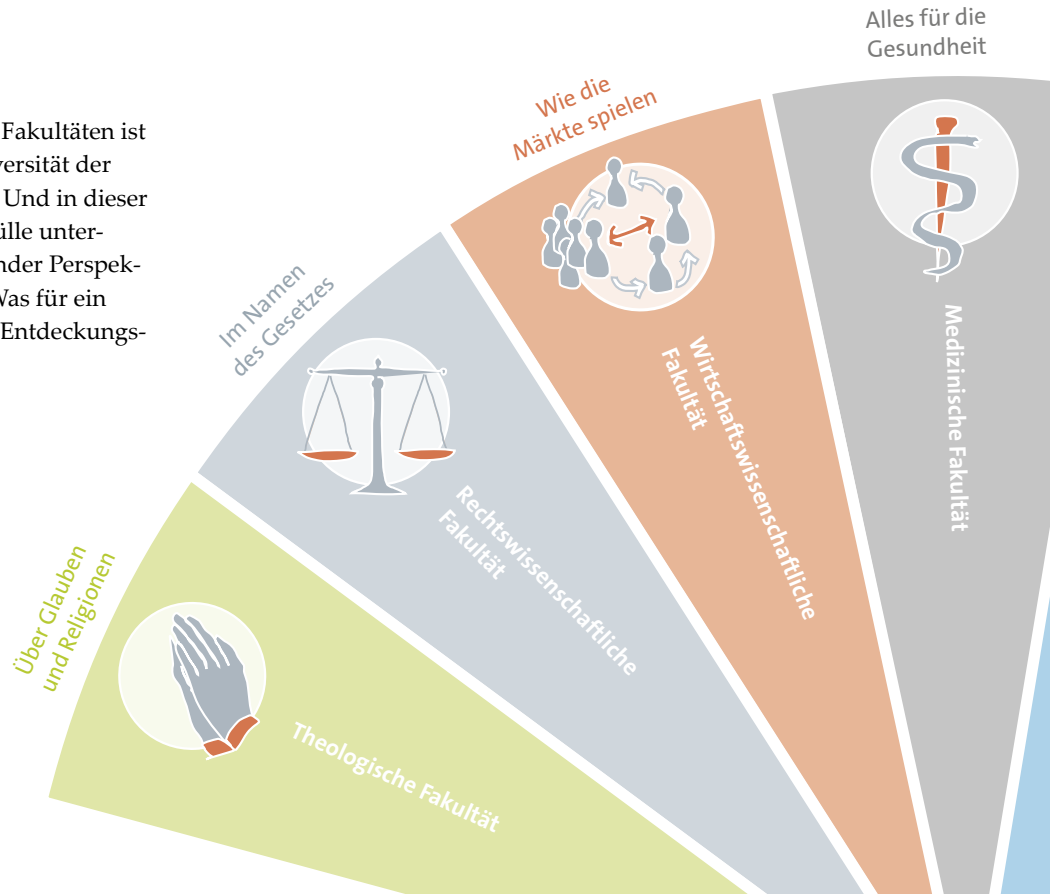 Fakultäten ist
versität der
Und in dieser
ülle unter-
nder Perspek-
Was für ein
Entdeckungs-
Alles für die
Gesundheit
Wie die
Märkte spielen
Im Namen
des Gesetzes
Über Glauben
und Religionen
Medizinische Fakultät
Wirtschaftswissenschaftliche
Fakultät
Rechtswissenschaftliche
Fakultät
Theologische Fakultät